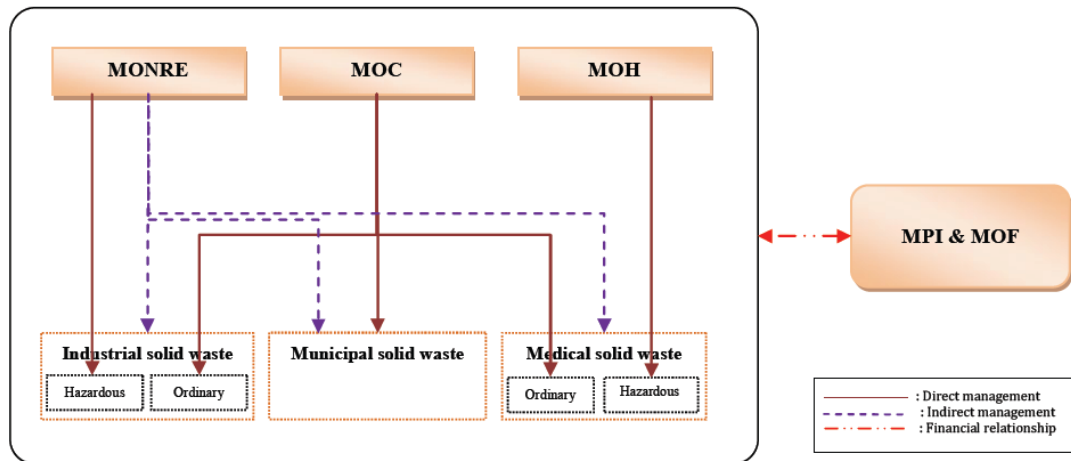 MONRE
MOC
MOH
MPI & MOF
Industrial solid waste
Municipal solid waste
Medical solid waste
Hazardous
Ordinary
Ordinary
Hazardous
: Direct management
: Indirect management
: Financial relationship